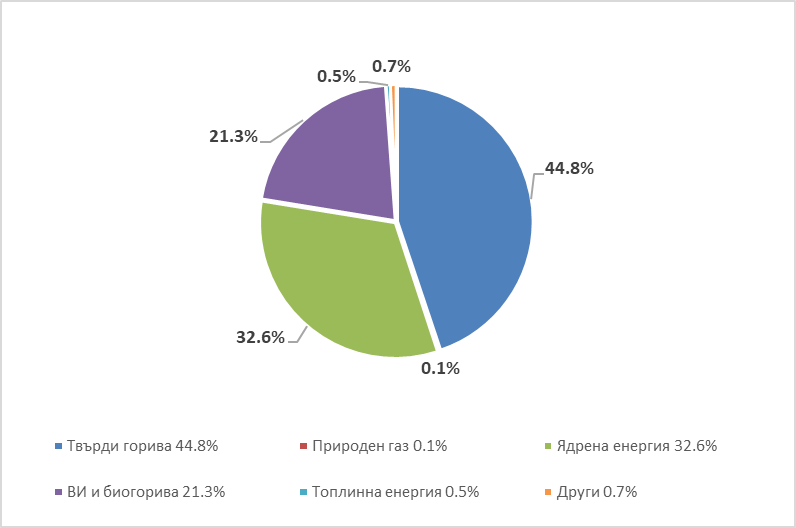 0.7%
0.5%
21.3%
44.8%
32.6%
0.1%
Твърди горива 44.8%
Природен газ 0.1%
Ядрена енергия 32.6%
ВИ и биогорива 21.3%
Топлинна енергия 0.5%
Други 0.7%